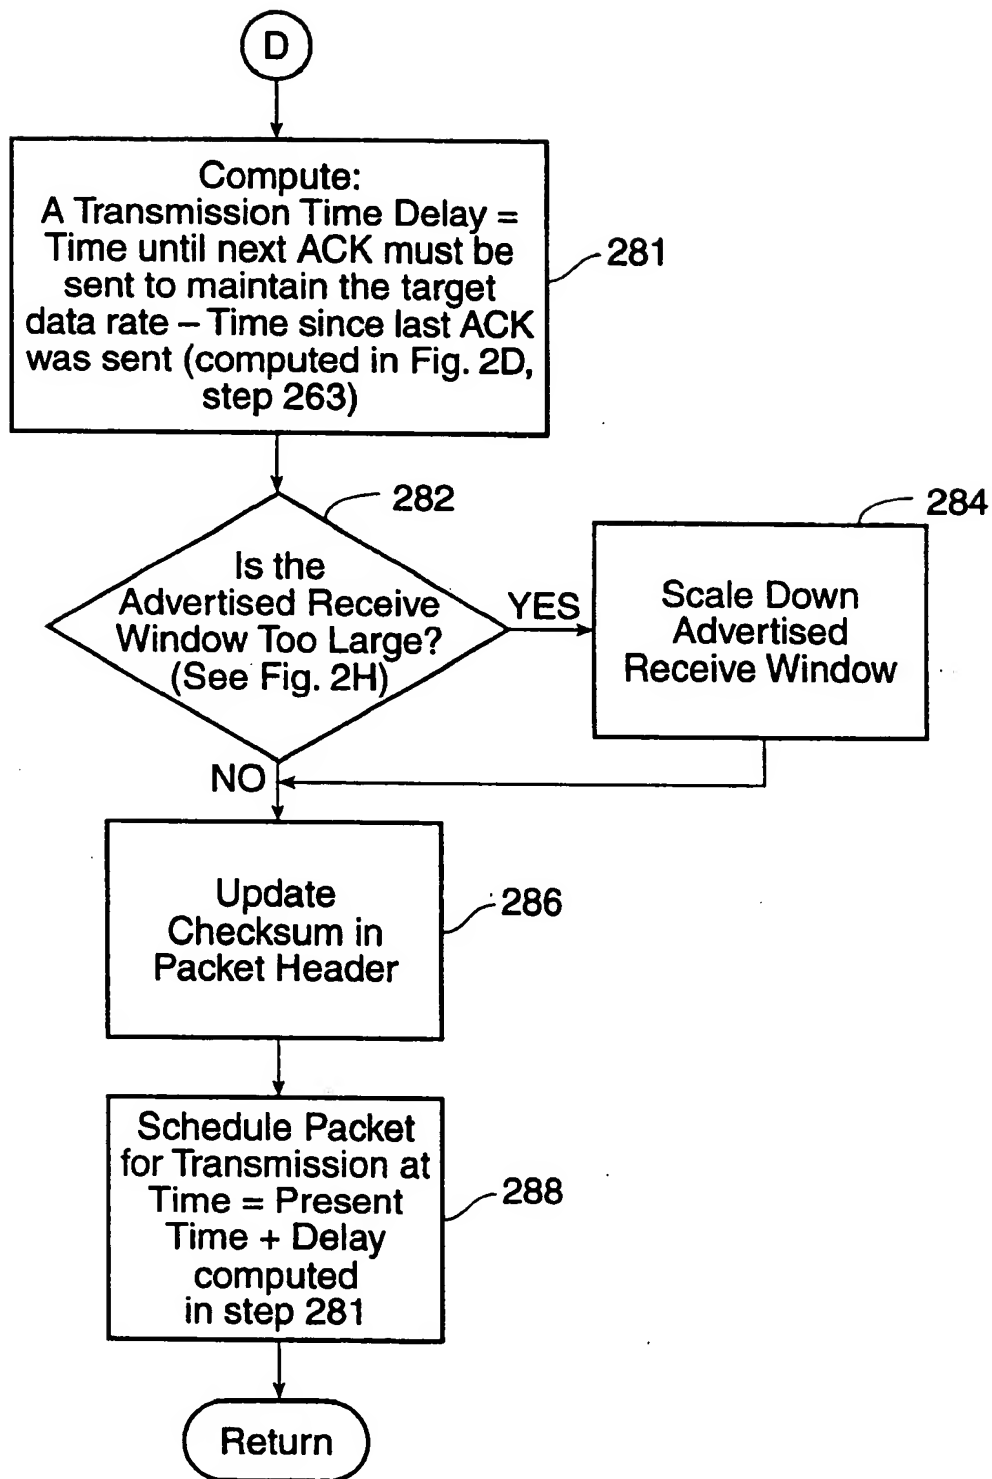 D
Compute:
A Transmission Time Delay =
Time until next ACK must be
sent to maintain the target
data rate – Time since last ACK
was sent (computed in Fig. 2D,
step 263)
281
282
Is the
Advertised Receive
Window Too Large?
(See Fig. 2H)
YES
284
Scale Down
Advertised
Receive Window
NO
Update
Checksum in
Packet Header
286
Schedule Packet
for Transmission at
Time = Present
Time + Delay
computed
in step 281
288
Return